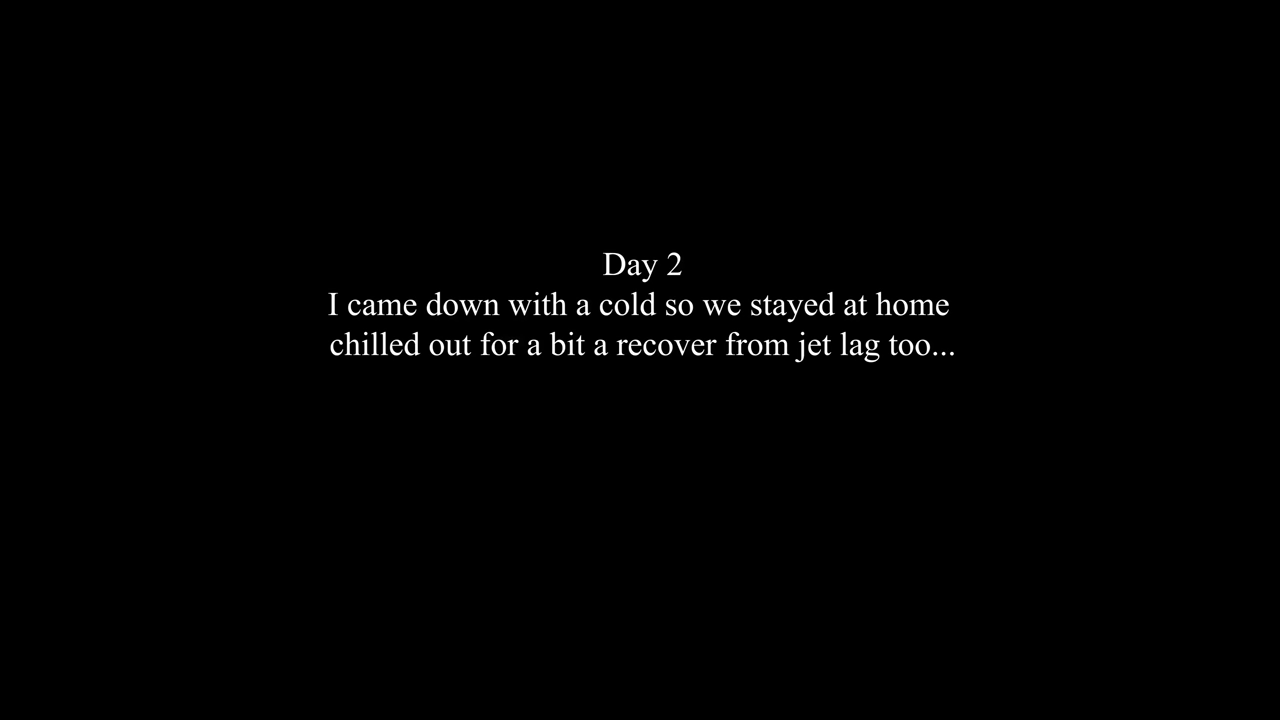 Day 2
I came down with a cold so we stayed at home
chilled out for a bit a recover from jet lag too...